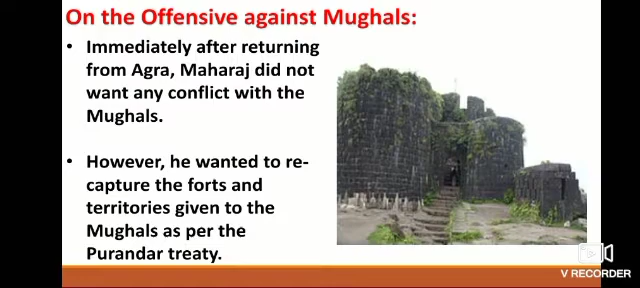 On the Offensive against Mughals:
• Immediately after returning
from Agra, Maharaj did not
want any conflict with the
Mughals.
• However, he wanted to re-
capture the forts and
territories given to the
Mughals as per the
Purandar treaty.
V RECORDER